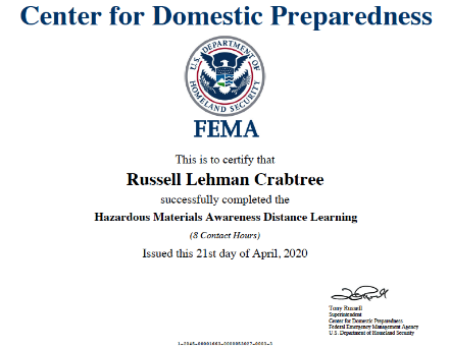 Center for Domestic Preparedness
U.S. DEPARTMENT OF HOMELAND SECURITY
FEMA
This is to certify that
Russell Lehman Crabtree
successfully completed the
Hazardous Materials Awareness Distance Learning
(8 Contact Hours)
Issued this 21st day of April, 2020
Tony Russell
Superintendent
Center for Domestic Preparedness
Federal Emergency Management Agency
U.S. Department of Homeland Security